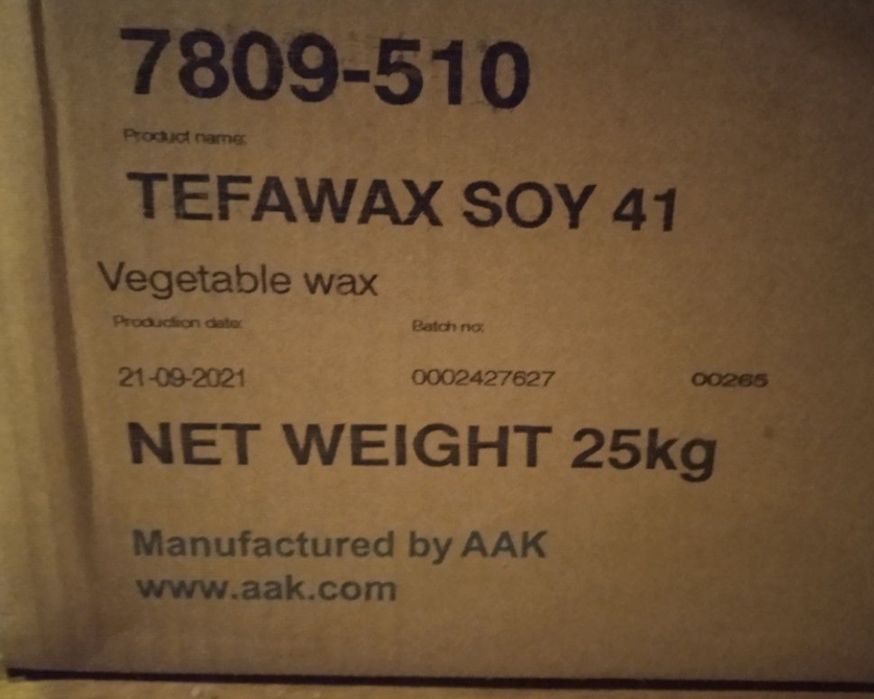 7809-510
Product name:
TEFAWAX SOY 41
Vegetable wax
Production date: Batch no:
21-09-2021 0002427627 00265
NET WEIGHT 25kg
Manufactured by AAK
www.aak.com